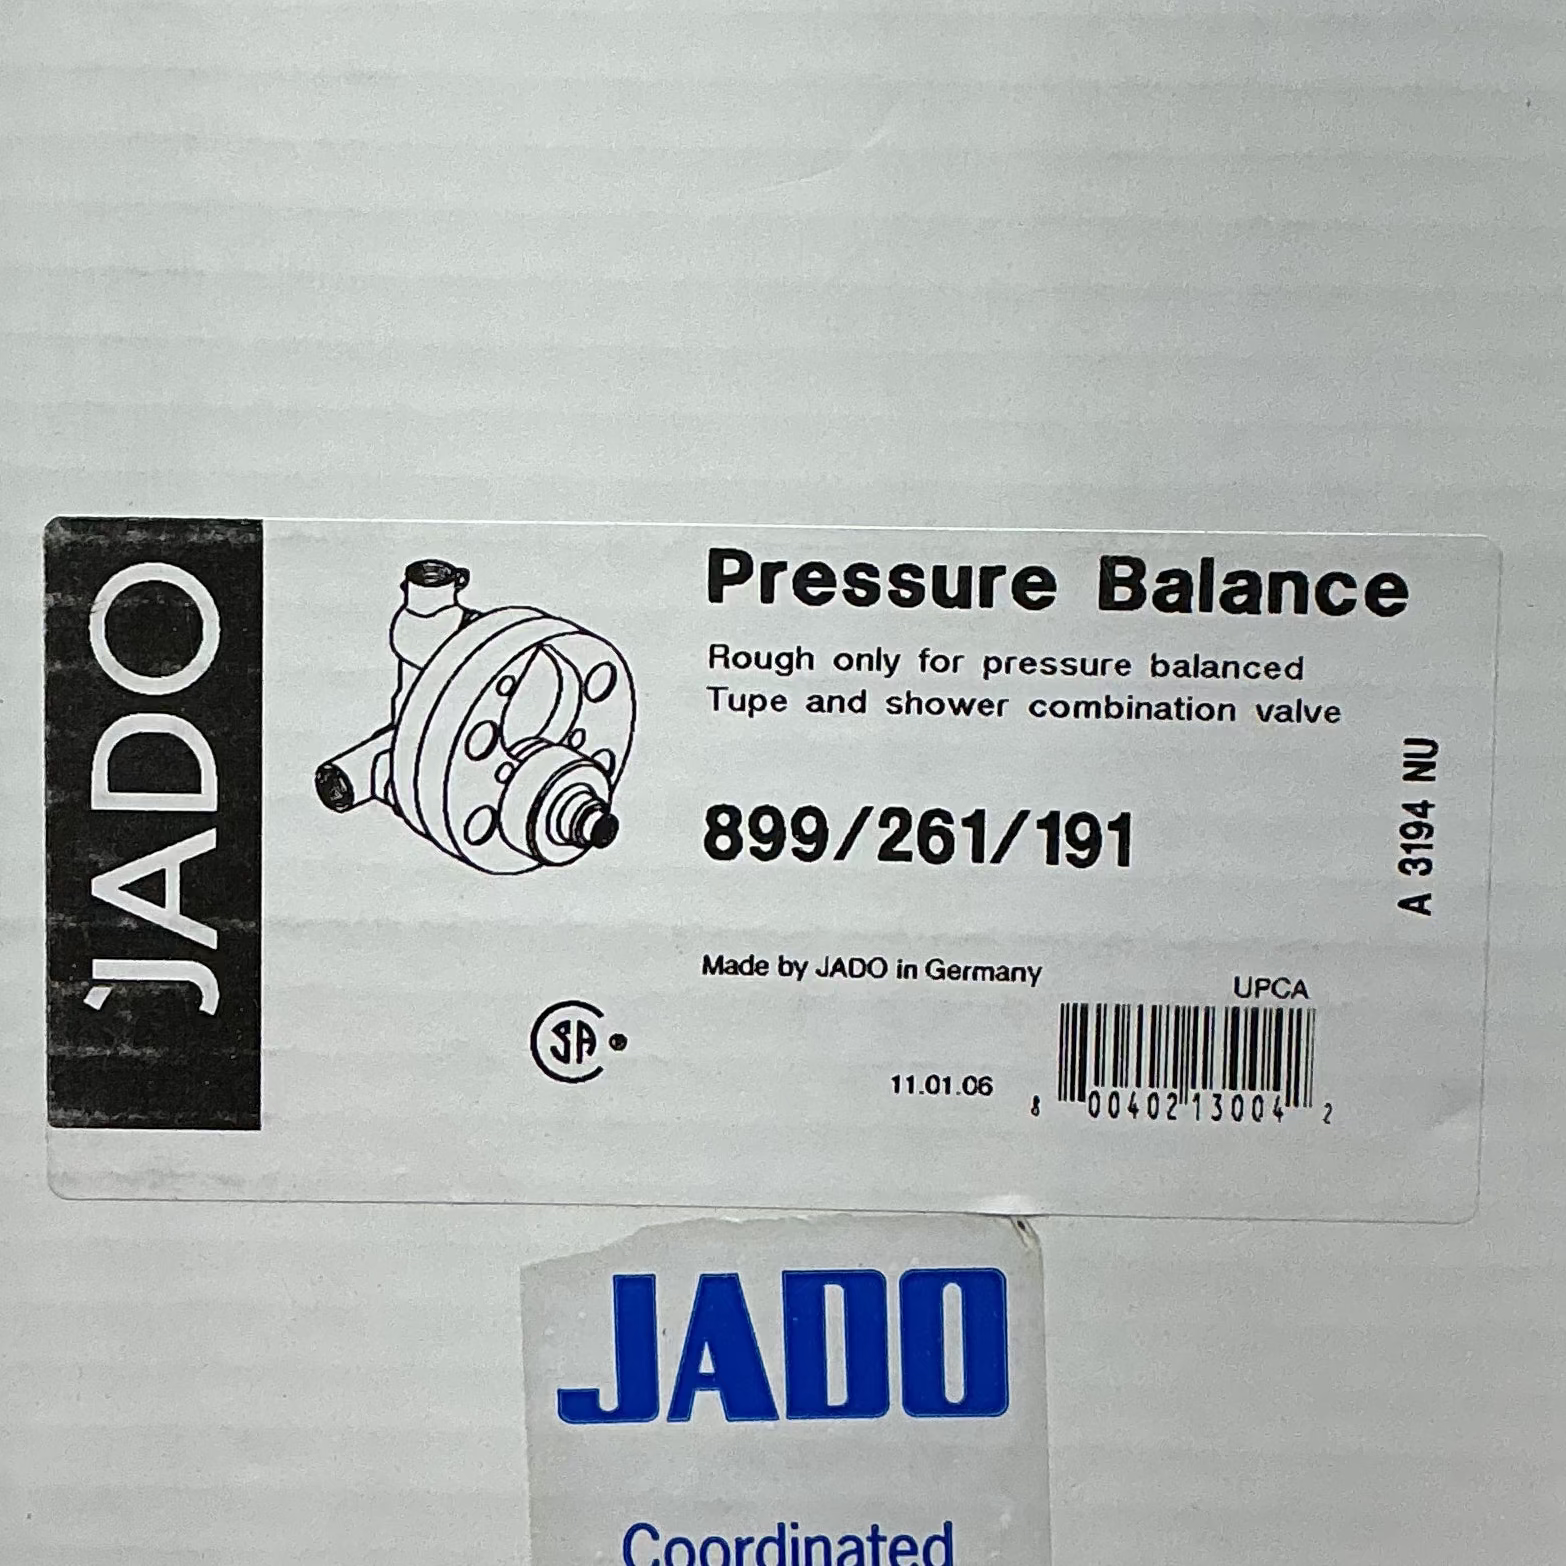 JADO
Pressure Balance
Rough only for pressure balanced
Tupe and shower combination valve
899/261/191
A 3194 NU
Made by JADO in Germany
UPCA
SA ®
11.01.06
8 00402 13004 2
JADO
Coordinated